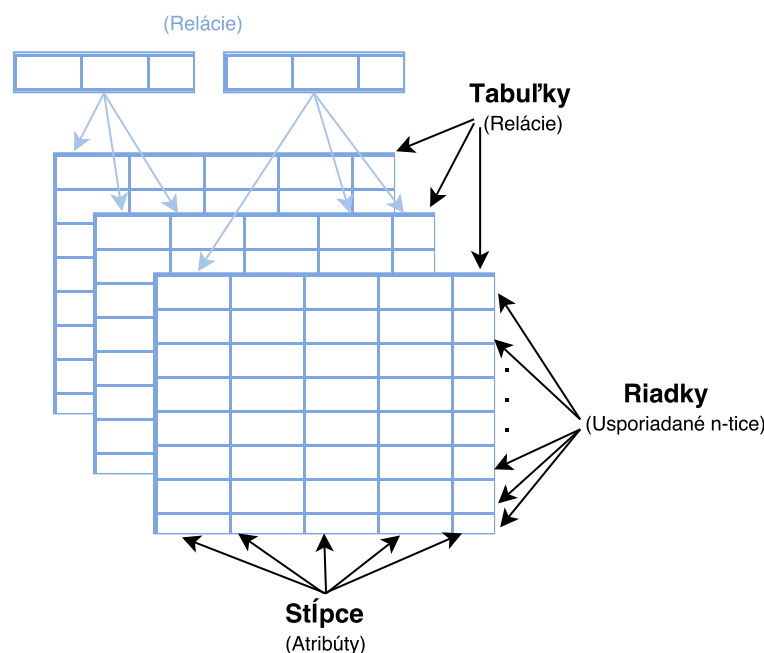 (Relácie)
Tabuľky
(Relácie)
Riadky
(Usporiadané n-tice)
Stĺpce
(Atribúty)